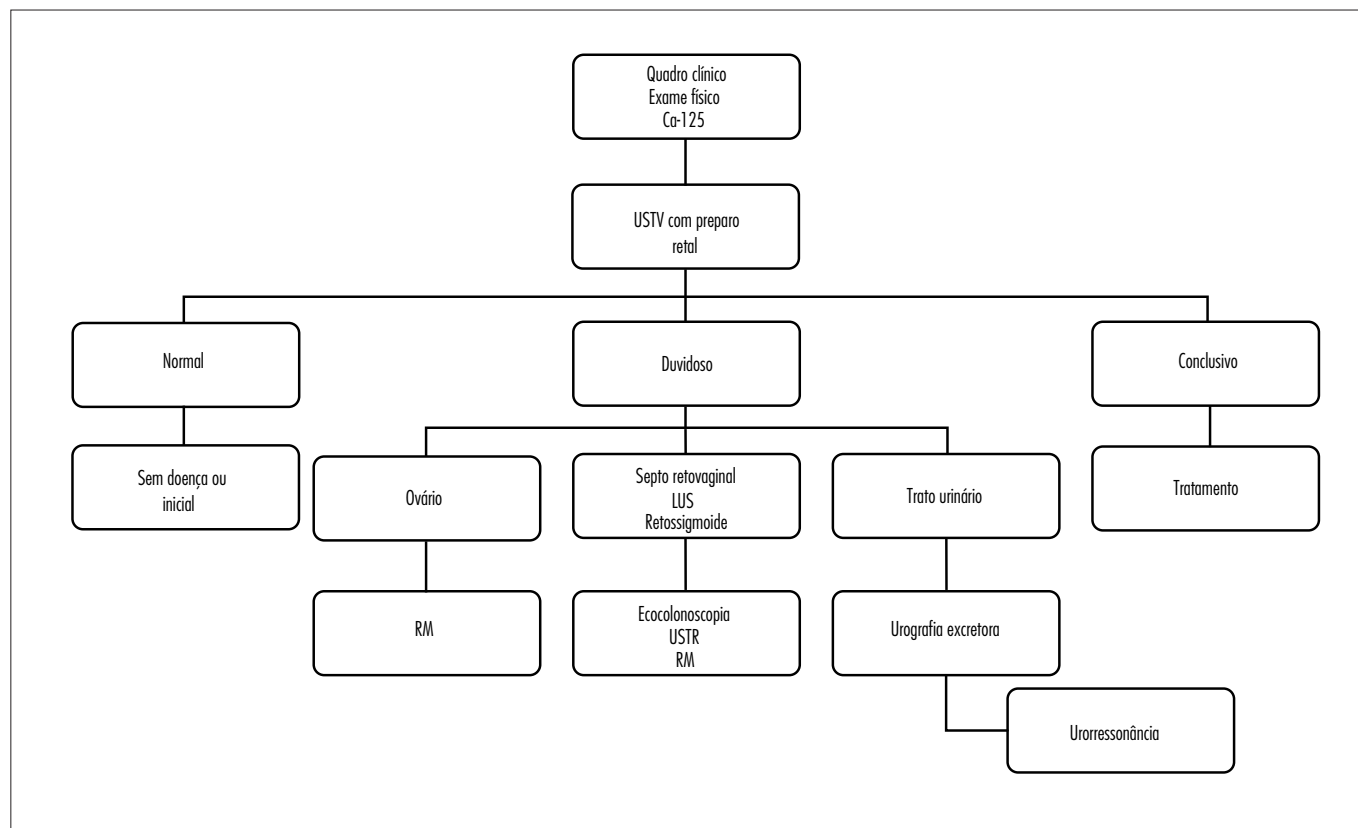 Quadro clínico
Exame físico
Ca-125
USTV com preparo
retal
Normal
Duvidoso
Conclusivo
Sem doença ou
inicial
Ovário
Septo retovaginal
LUS
Retossigmoide
Trato urinário
Tratamento
RM
Ecocolonoscopia
USTR
RM
Urografia excretora
Urorressonância